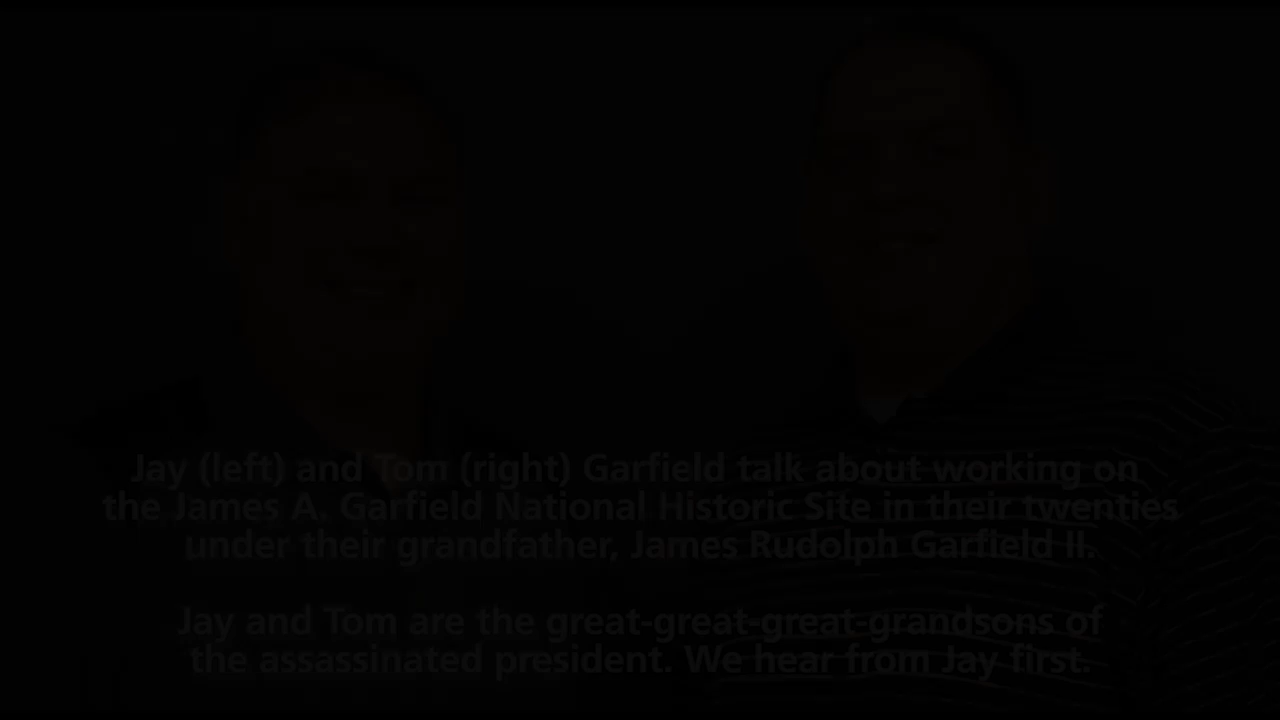 Jay (left) and Tom (right) Garfield talk about working on
the James A. Garfield National Historic Site in their twenties
under their grandfather, James Rudolph Garfield II.
Jay and Tom are the great-great-great-grandsons of
the assassinated president. We hear from Jay first.